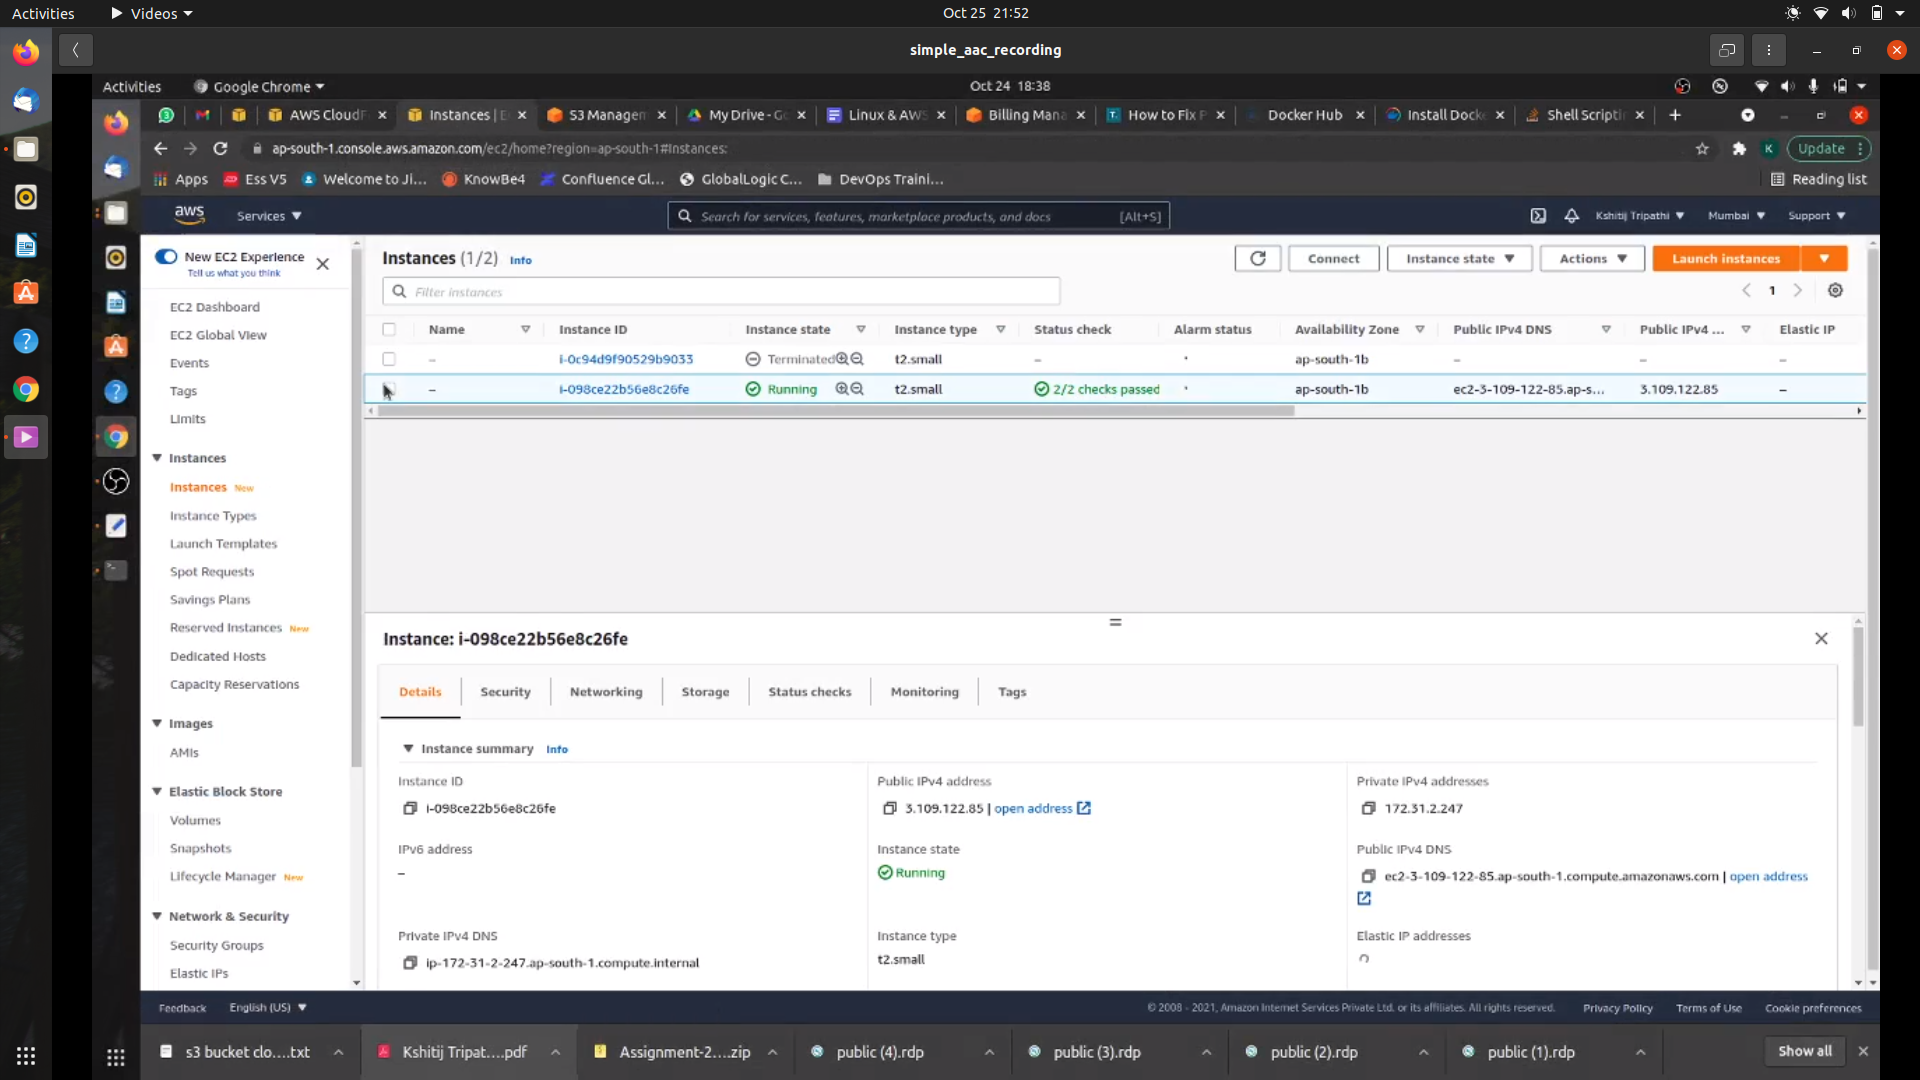 Activities
Videos
Oct 25 21:52
simple_aac_recording
Activities
Google Chrome
Oct 24 18:38
AWS CloudF
Instances | E
S3 Managem
My Drive - Go
Linux & AWS
Billing Mana
How to Fix P
Docker Hub
Install Docke
Shell Scripti
ap-south-1.console.aws.amazon.com/ec2/home?region=ap-south-1#Instances:
K
Update
Apps
Ess V5
Welcome to Ji...
KnowBe4
Confluence Gl...
GlobalLogic C...
DevOps Traini...
Reading list
aws
Services
Search for services, features, marketplace products, and docs
[Alt+S]
Kshitij Tripathi
Mumbai
Support
New EC2 Experience
Tell us what you think
EC2 Dashboard
EC2 Global View
Events
Tags
Limits
Instances
Instances New
Instance Types
Launch Templates
Spot Requests
Savings Plans
Reserved Instances New
Dedicated Hosts
Capacity Reservations
Images
AMIs
Elastic Block Store
Volumes
Snapshots
Lifecycle Manager New
Network & Security
Security Groups
Elastic IPs
Instances (1/2) Info
Connect
Instance state
Actions
Launch instances
Filter instances
1
Name Instance ID Instance state Instance type Status check Alarm status Availability Zone Public IPv4 DNS Public IPv4 ... Elastic IP
– i-0c94d9f90529b9033 Terminated t2.small – ap-south-1b – – –
– i-098ce22b56e8c26fe Running t2.small 2/2 checks passed ap-south-1b ec2-3-109-122-85.ap-s... 3.109.122.85 –
Instance: i-098ce22b56e8c26fe
Details Security Networking Storage Status checks Monitoring Tags
Instance summary Info
Instance ID
i-098ce22b56e8c26fe
Public IPv4 address
3.109.122.85 | open address
Private IPv4 addresses
172.31.2.247
IPv6 address
–
Instance state
Running
Public IPv4 DNS
ec2-3-109-122-85.ap-south-1.compute.amazonaws.com | open address
Private IPv4 DNS
ip-172-31-2-247.ap-south-1.compute.internal
Instance type
t2.small
Elastic IP addresses
Feedback
English (US)
© 2008 - 2021, Amazon Internet Services Private Ltd. or its affiliates. All rights reserved.
Privacy Policy
Terms of Use
Cookie preferences
s3 bucket clo....txt
Kshitij Tripat....pdf
Assignment-2....zip
public (4).rdp
public (3).rdp
public (2).rdp
public (1).rdp
Show all